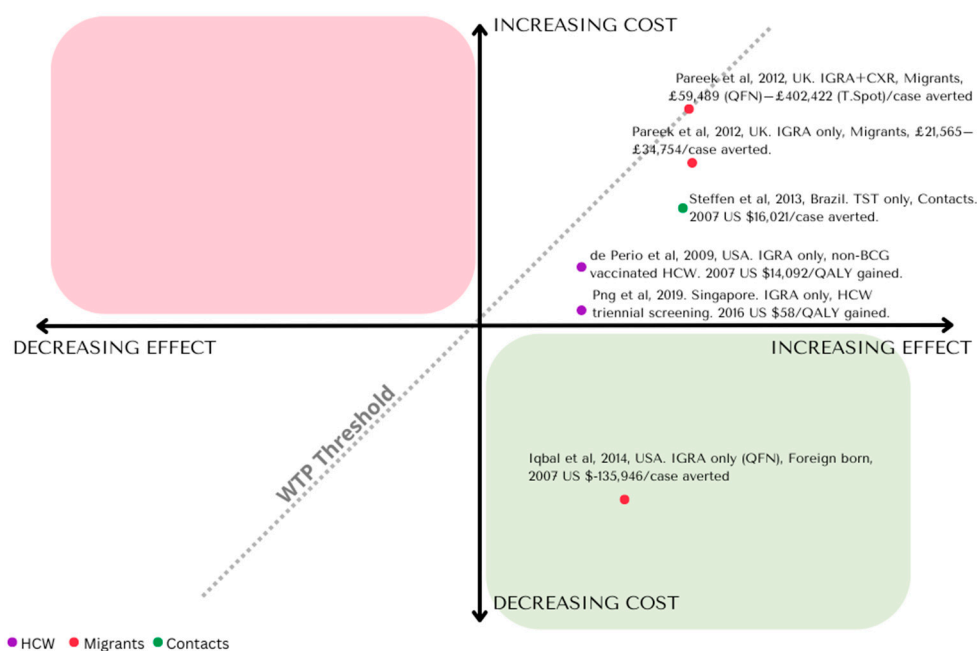 INCREASING COST
Pareek et al, 2012, UK. IGRA+CXR, Migrants,
£59,489 (QFN)–£402,422 (T.Spot)/case averted
Pareek et al, 2012, UK. IGRA only, Migrants, £21,565–
£34,754/case averted.
Steffen et al, 2013, Brazil. TST only, Contacts.
2007 US $16,021/case averted.
de Perio et al, 2009, USA. IGRA only, non-BCG
vaccinated HCW. 2007 US $14,092/QALY gained.
Png et al, 2019. Singapore. IGRA only, HCW
triennial screening. 2016 US $58/QALY gained.
DECREASING EFFECT
INCREASING EFFECT
WTP Threshold
Iqbal et al, 2014, USA. IGRA only (QFN), Foreign born,
2007 US $-135,946/case averted
DECREASING COST
HCW Migrants Contacts